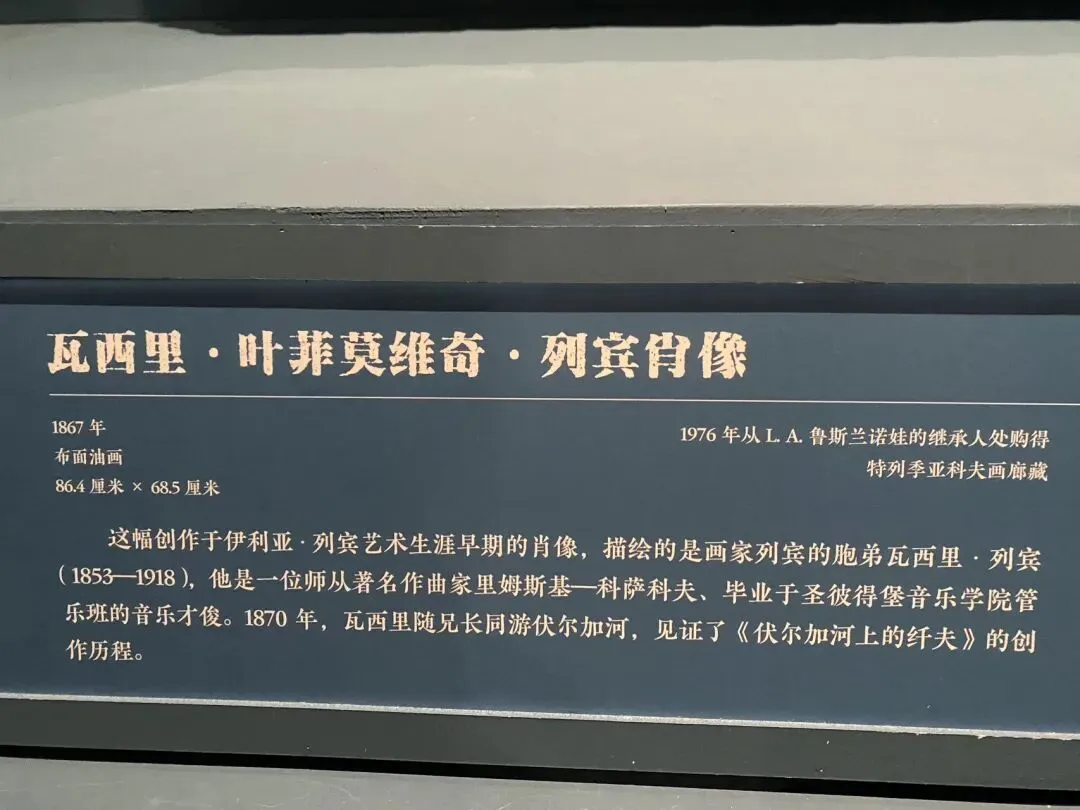 瓦西里·叶菲莫维奇·列宾肖像
1867 年
布面油画
86.4 厘米 × 68.5 厘米
1976 年从 L. A. 鲁斯兰诺娃的继承人处购得
特列季亚科夫画廊藏
这幅创作于伊利亚·列宾艺术生涯早期的肖像，描绘的是画家列宾的胞弟瓦西里·列宾
（1853—1918），他是一位师从著名作曲家里姆斯基—科萨科夫、毕业于圣彼得堡音乐学院管
乐班的音乐才俊。1870 年，瓦西里随兄长同游伏尔加河，见证了《伏尔加河上的纤夫》的创
作历程。